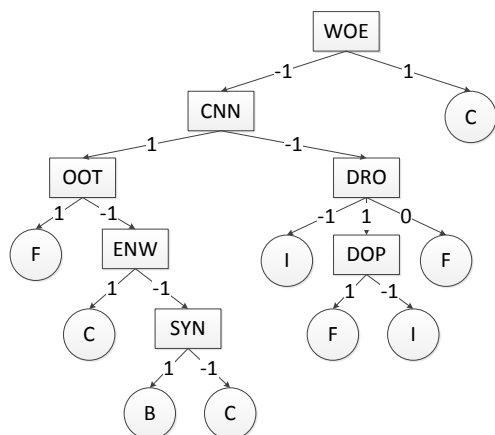 WOE
-1 1
CNN C
1 -1
OOT DRO
1 -1 -1 1 0
F ENW I DOP F
1 -1 1 -1
C SYN F I
1 -1
B C